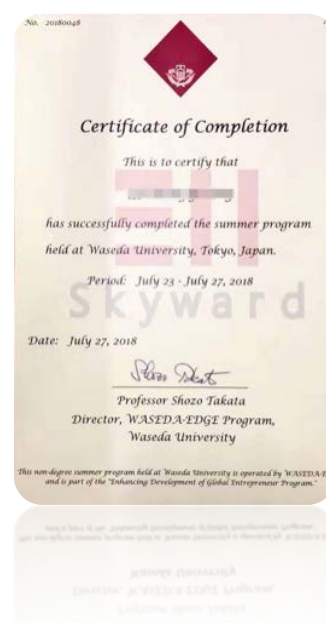 No. 20180048
Certificate of Completion
This is to certify that
has successfully completed the summer program
held at Waseda University, Tokyo, Japan.
Period: July 23 - July 27, 2018
Skyward
Date: July 27, 2018
Shozo Takata
Professor Shozo Takata
Director, WASEDA-EDGE Program,
Waseda University
This non-degree summer program held at Waseda University is operated by WASEDA-E
and is part of the "Enhancing Development of Global Entrepreneur Program."